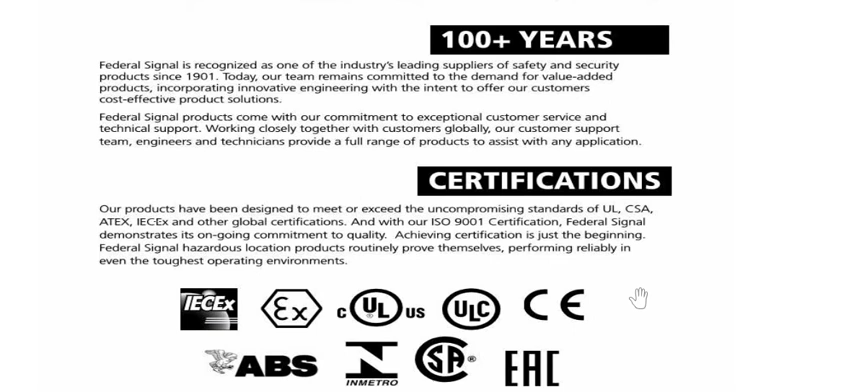 100+ YEARS
Federal Signal is recognized as one of the industry's leading suppliers of safety and security
products since 1901. Today, our team remains committed to the demand for value-added
products, incorporating innovative engineering with the intent to offer our customers
cost-effective product solutions.
Federal Signal products come with our commitment to exceptional customer service and
technical support. Working closely together with customers globally, our customer support
team, engineers and technicians provide a full range of products to assist with any application.
CERTIFICATIONS
Our products have been designed to meet or exceed the uncompromising standards of UL, CSA,
ATEX, IECEx and other global certifications. And with our ISO 9001 Certification, Federal Signal
demonstrates its on-going commitment to quality. Achieving certification is just the beginning.
Federal Signal hazardous location products routinely prove themselves, performing reliably in
even the toughest operating environments.
IECEx Ex C UL ® US ULC CE
ABS INMETRO SA ® EAC